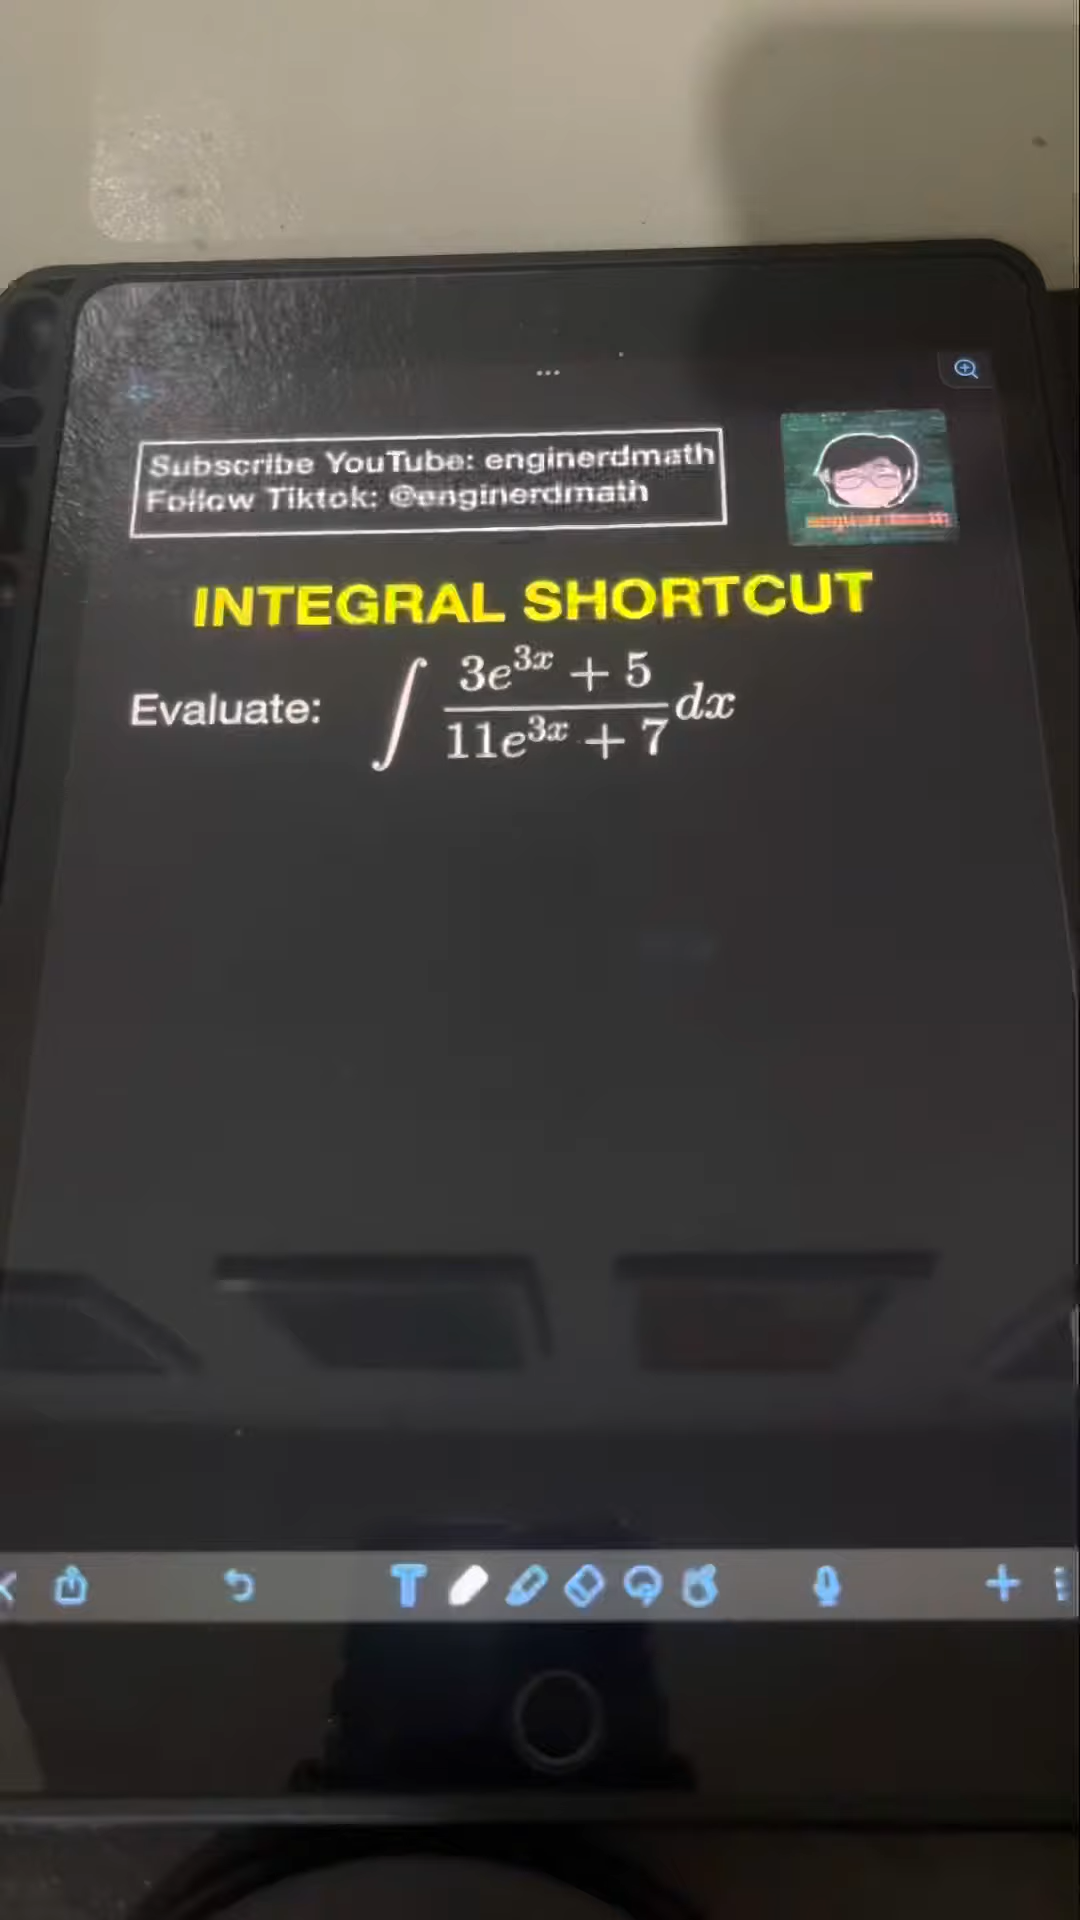 Subscribe YouTube: enginerdmath
Follow Tiktok: @enginerdmath
INTEGRAL SHORTCUT
Evaluate: ∫ (3e^{3x} + 5)/(11e^{3x} + 7) dx
T